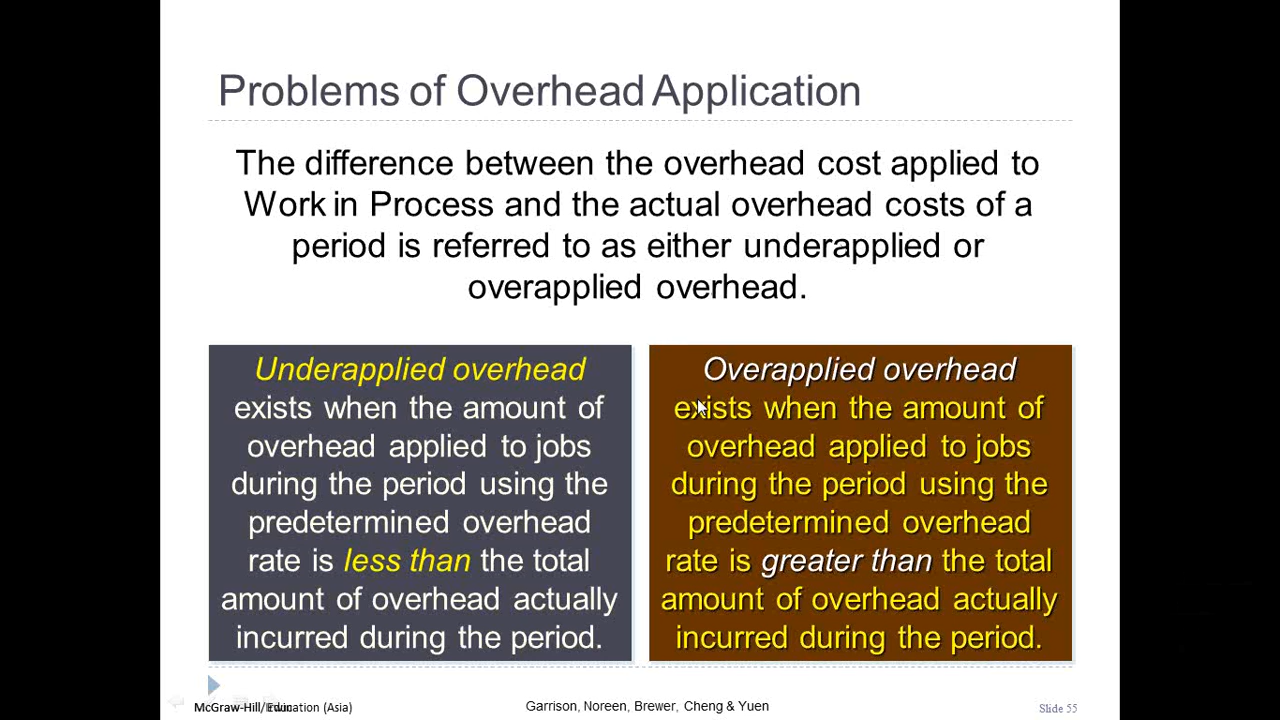 Problems of Overhead Application
The difference between the overhead cost applied to
Work in Process and the actual overhead costs of a
period is referred to as either underapplied or
overapplied overhead.
Underapplied overhead
exists when the amount of
overhead applied to jobs
during the period using the
predetermined overhead
rate is less than the total
amount of overhead actually
incurred during the period.
Overapplied overhead
exists when the amount of
overhead applied to jobs
during the period using the
predetermined overhead
rate is greater than the total
amount of overhead actually
incurred during the period.
McGraw-Hill/ (Asia)
Garrison, Noreen, Brewer, Cheng & Yuen
Slide 55